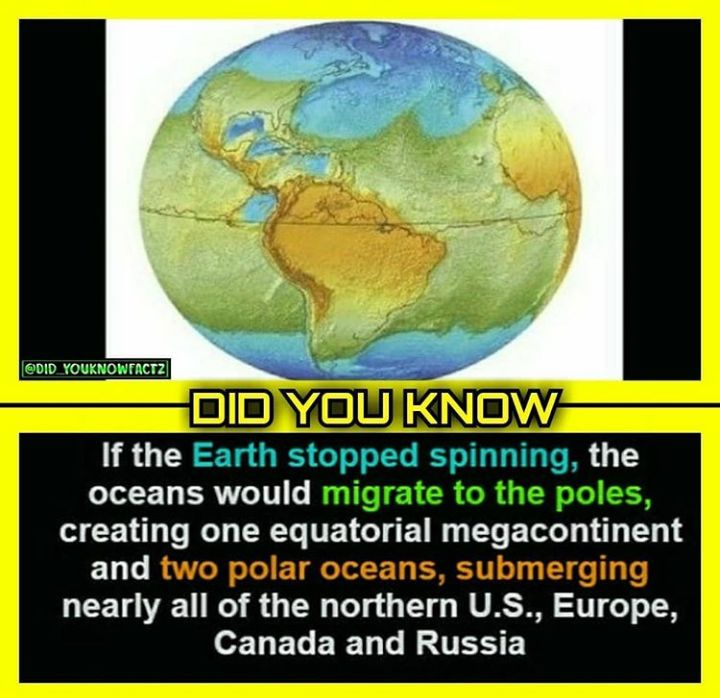 @DID_YOUKNOWFACTZ
DID YOU KNOW
If the Earth stopped spinning, the
oceans would migrate to the poles,
creating one equatorial megacontinent
and two polar oceans, submerging
nearly all of the northern U.S., Europe,
Canada and Russia